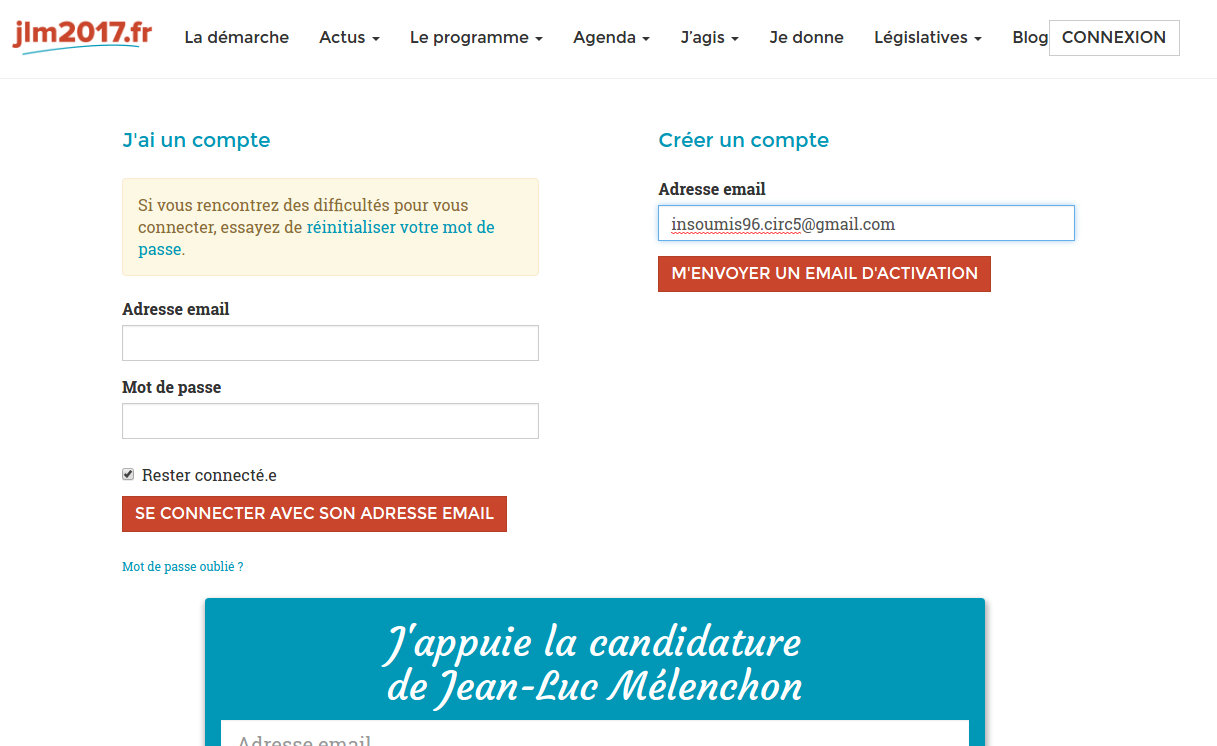 jlm2017.fr La démarche Actus Le programme Agenda J'agis Je donne Législatives Blog CONNEXION
J'ai un compte
Si vous rencontrez des difficultés pour vous
connecter, essayez de réinitialiser votre mot de
passe.
Adresse email
Mot de passe
Rester connecté.e
SE CONNECTER AVEC SON ADRESSE EMAIL
Mot de passe oublié ?
Créer un compte
Adresse email
insoumis96.circ5@gmail.com
M'ENVOYER UN EMAIL D'ACTIVATION
J'appuie la candidature
de Jean-Luc Mélenchon
Adresse email